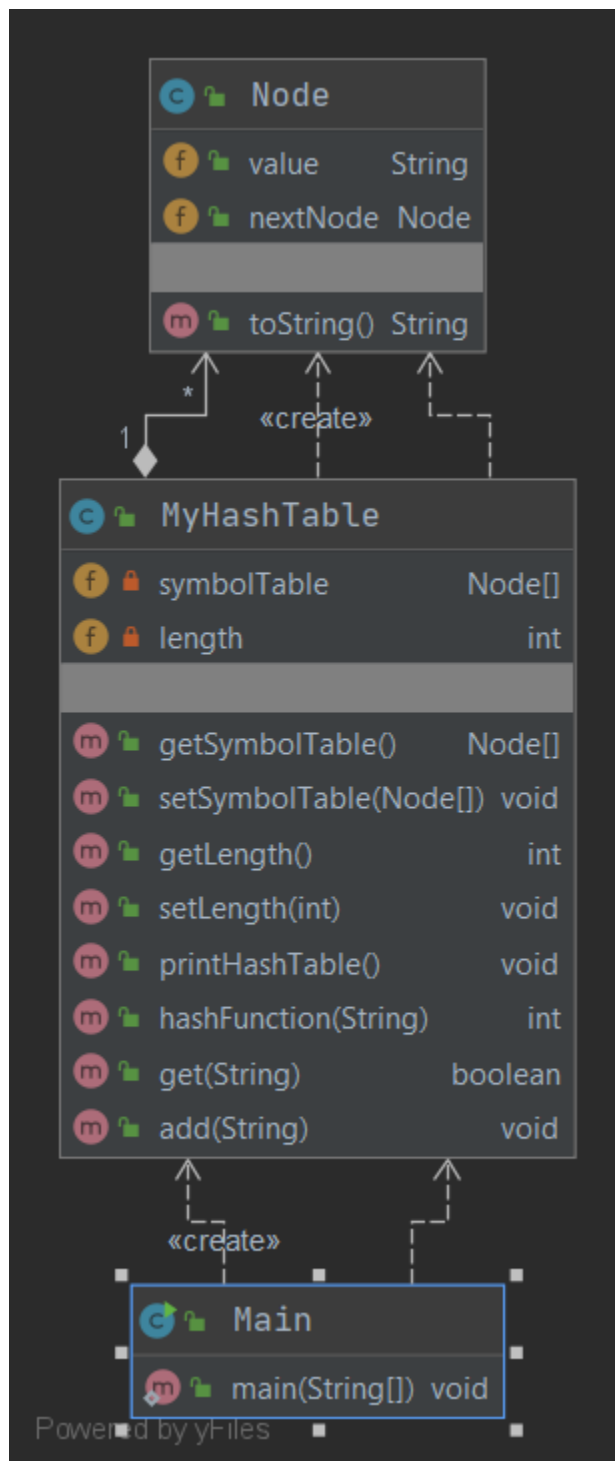 Node
value String
nextNode Node
toString() String
*
1
«create»
MyHashTable
symbolTable Node[]
length int
getSymbolTable() Node[]
setSymbolTable(Node[]) void
getLength() int
setLength(int) void
printHashTable() void
hashFunction(String) int
get(String) boolean
add(String) void
«create»
Main
main(String[]) void
Powered by yFiles